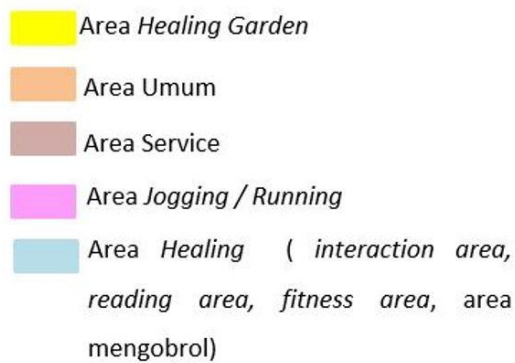 Area Healing Garden
Area Umum
Area Service
Area Jogging / Running
Area Healing ( interaction area,
reading area, fitness area, area
mengobrol)